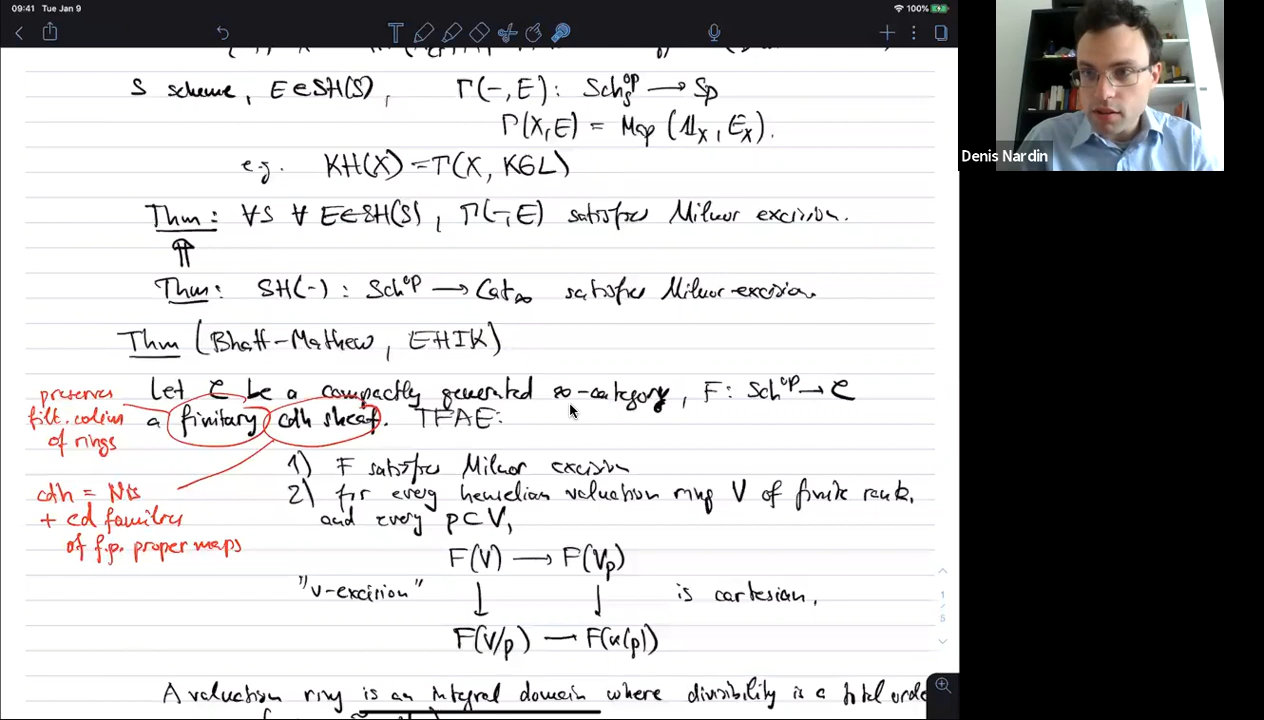 09:41 Tue Jan 9
100%
S scheme, E∈SH(S), Γ(-,E): Sch_S^op → Sp
Γ(X,E) = Map (𝟙_X, E_X).
e.g. KH(X) = Γ(X, KGL)
Thm: ∀S ∀ E∈SH(S), Γ(-,E) satisfies Milnor excision.
⇑
Thm: SH(-): Sch^op → Cat_∞ satisfies Milnor excision.
Thm (Bhatt-Mathew, EHIK)
Let C be a compactly generated ∞-category, F: Sch^op → C
a finitary cdh sheaf. TFAE:
preserves
filt. colims
of rings
cdh = Nis
+ cd families
of f.p. proper maps
1) F satisfies Milnor excision
2) for every henselian valuation ring V of finite rank,
and every p⊂V,
F(V) → F(V_p)
"v-excision" ↓ ↓ is cartesian.
F(V/p) → F(κ(p))
A valuation ring is an integral domain where divisibility is a total order
Denis Nardin
1
/
5